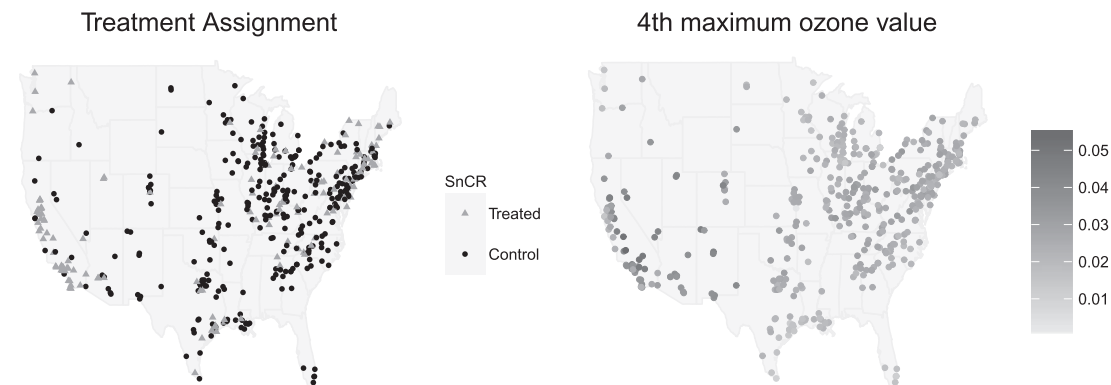 Treatment Assignment
4th maximum ozone value
SnCR
Treated
Control
0.05
0.04
0.03
0.02
0.01